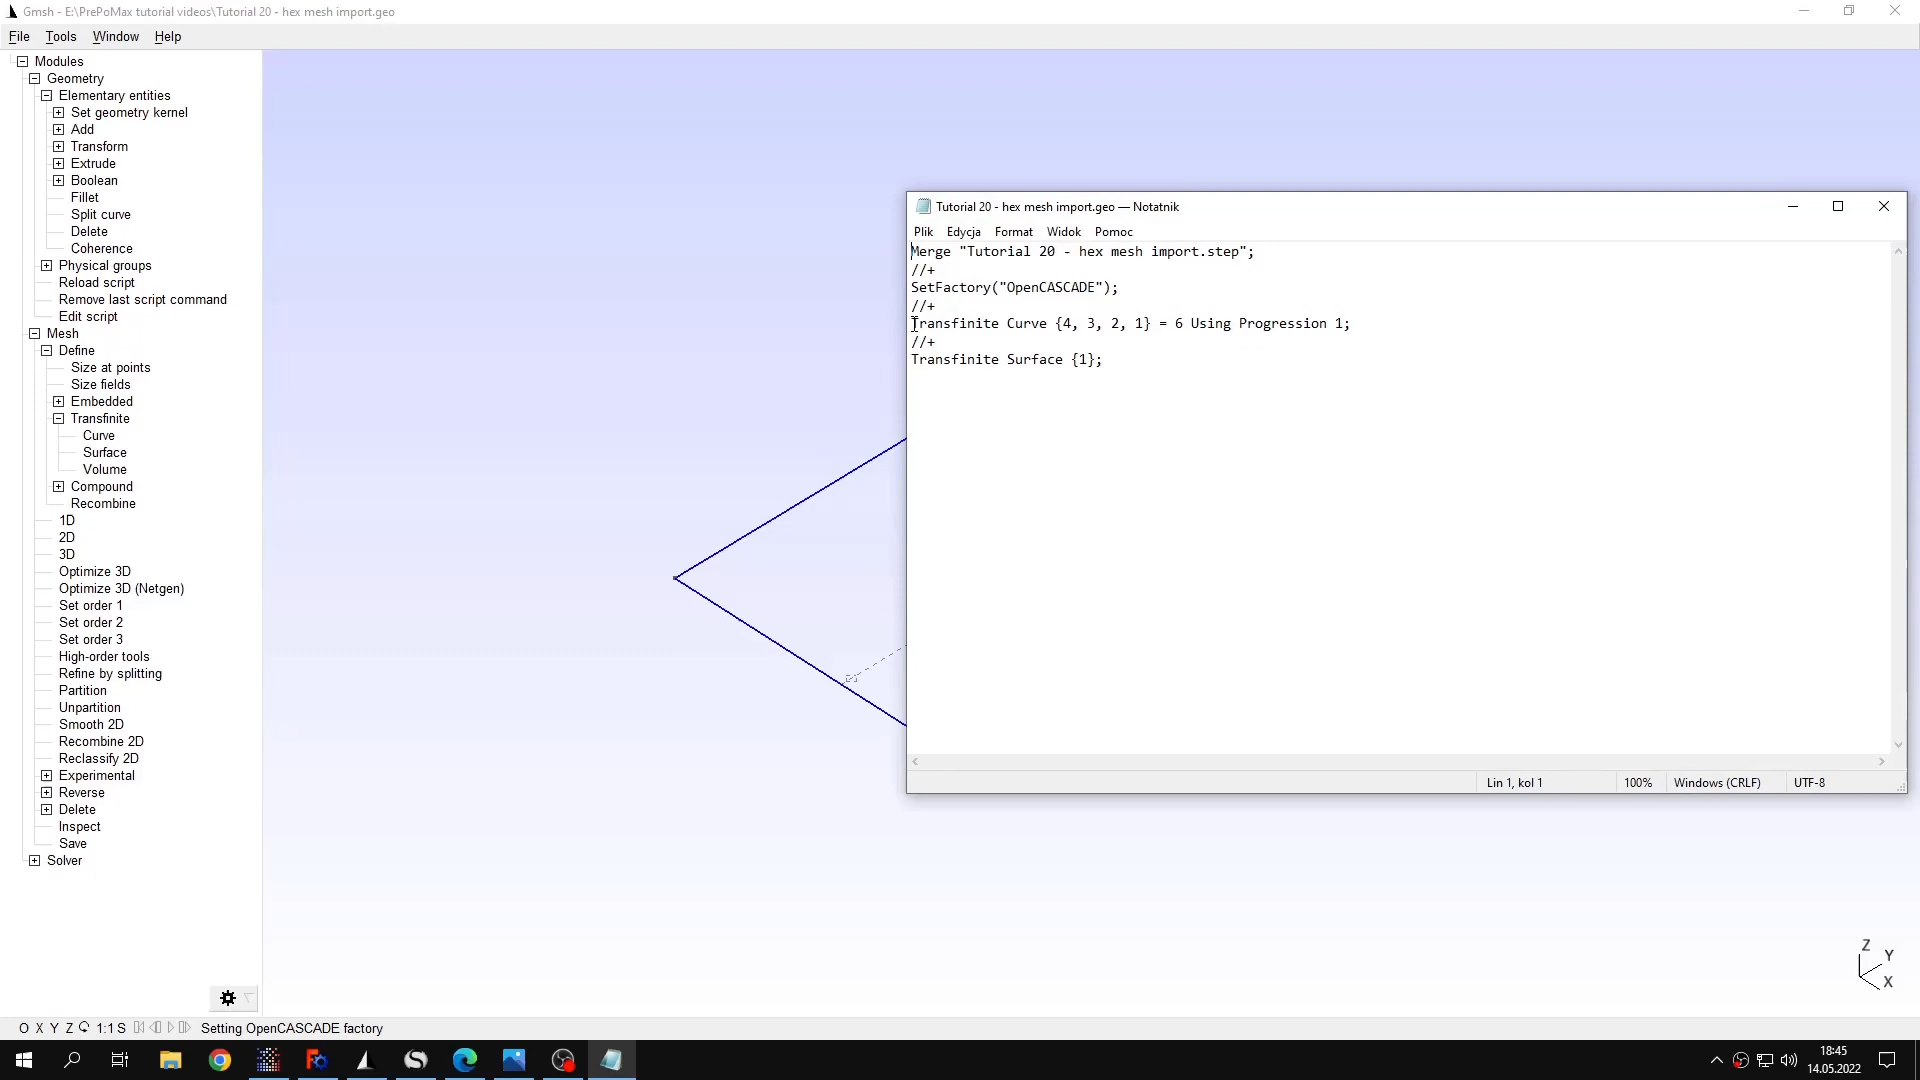 Gmsh - E:\PrePoMax tutorial videos\Tutorial 20 - hex mesh import.geo
File Tools Window Help
Modules
Geometry
Elementary entities
Set geometry kernel
Add
Transform
Extrude
Boolean
Fillet
Split curve
Delete
Coherence
Physical groups
Reload script
Remove last script command
Edit script
Mesh
Define
Size at points
Size fields
Embedded
Transfinite
Curve
Surface
Volume
Compound
Recombine
1D
2D
3D
Optimize 3D
Optimize 3D (Netgen)
Set order 1
Set order 2
Set order 3
High-order tools
Refine by splitting
Partition
Unpartition
Smooth 2D
Recombine 2D
Reclassify 2D
Experimental
Reverse
Delete
Inspect
Save
Solver
Tutorial 20 - hex mesh import.geo — Notatnik
Plik Edycja Format Widok Pomoc
Merge "Tutorial 20 - hex mesh import.step";
//+
SetFactory("OpenCASCADE");
//+
Transfinite Curve {4, 3, 2, 1} = 6 Using Progression 1;
//+
Transfinite Surface {1};
Lin 1, kol 1 100% Windows (CRLF) UTF-8
Z
Y
X
O X Y Z 1:1 S Setting OpenCASCADE factory
18:45
14.05.2022